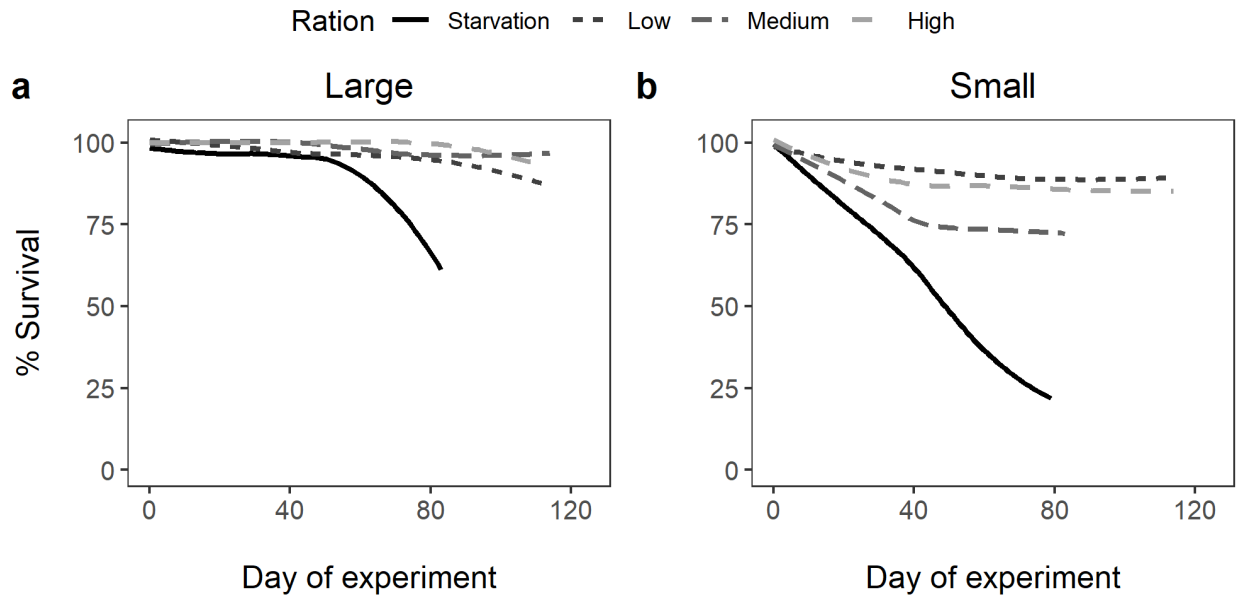 Ration Starvation Low Medium High
a Large
b Small
% Survival
100
75
50
25
0
0 40 80 120
Day of experiment
100
75
50
25
0
0 40 80 120
Day of experiment